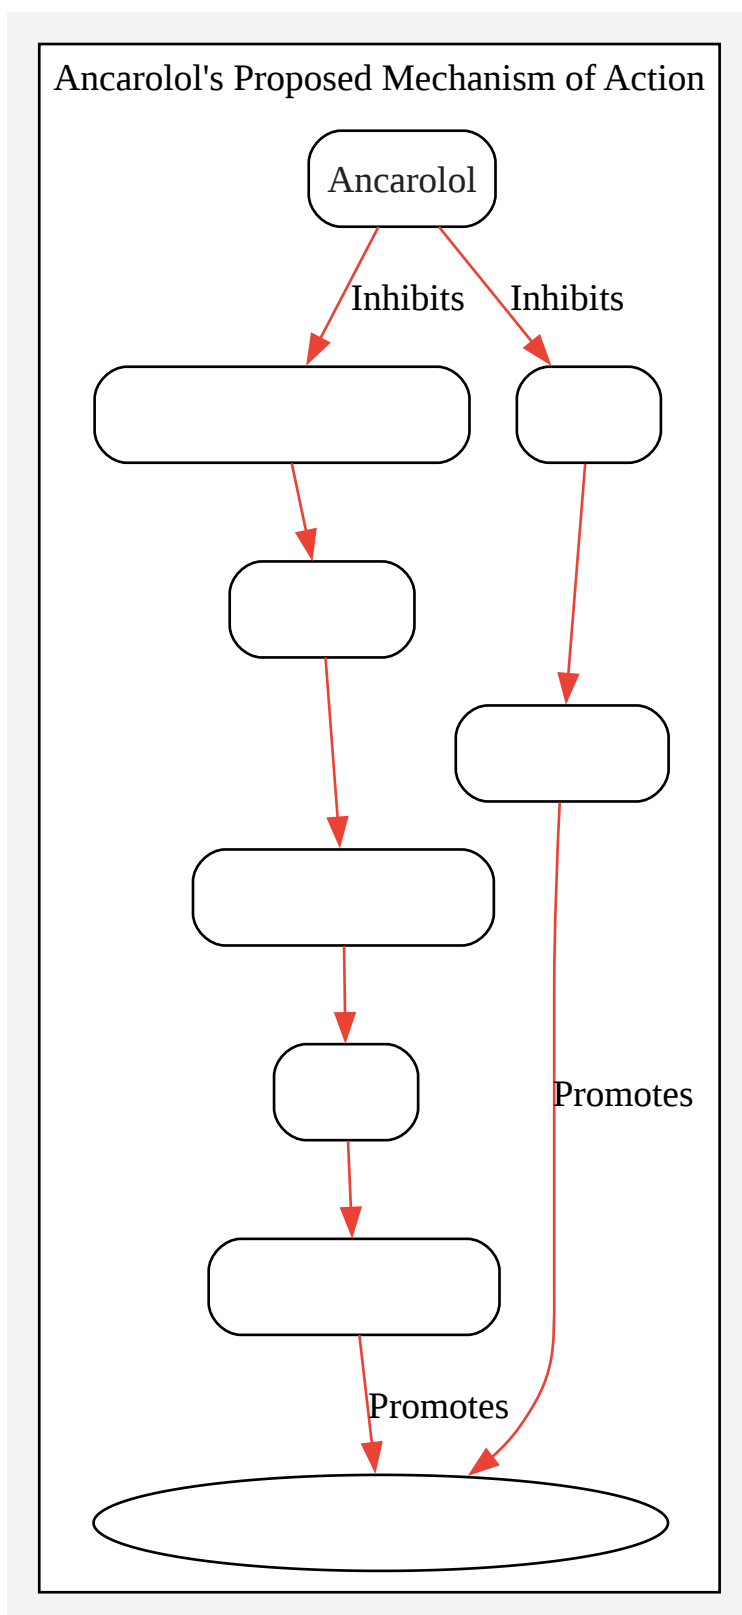 Ancarolol's Proposed Mechanism of Action
Ancarolol
Inhibits
Inhibits
Promotes
Promotes